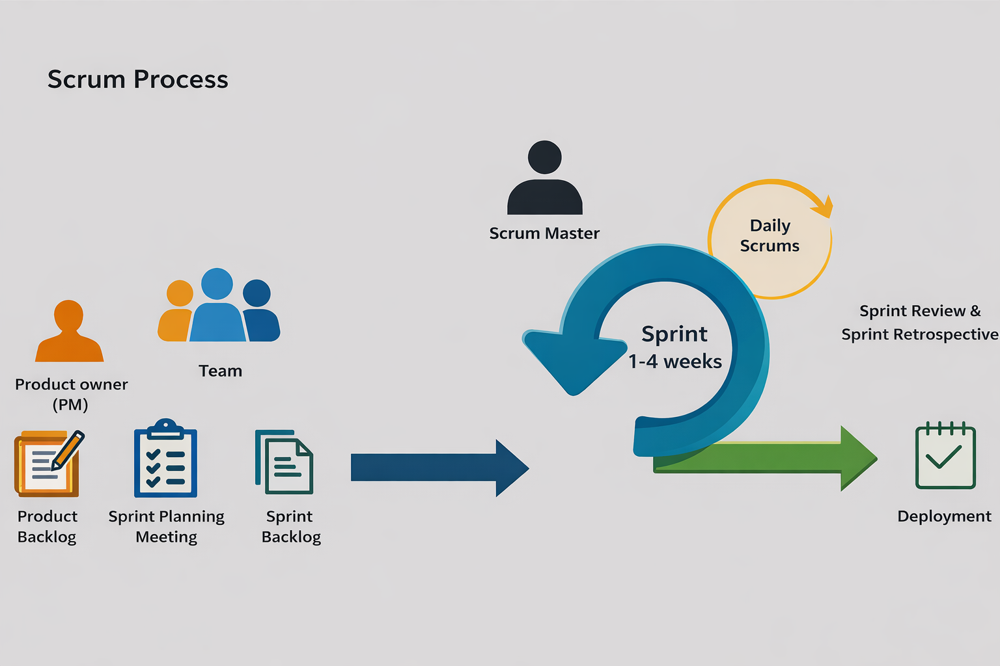 Scrum Process
Scrum Master
Daily
Scrums
Sprint Review &
Sprint Retrospective
Sprint
1-4 weeks
Team
Product owner
(PM)
Product
Backlog
Sprint Planning
Meeting
Sprint
Backlog
Deployment